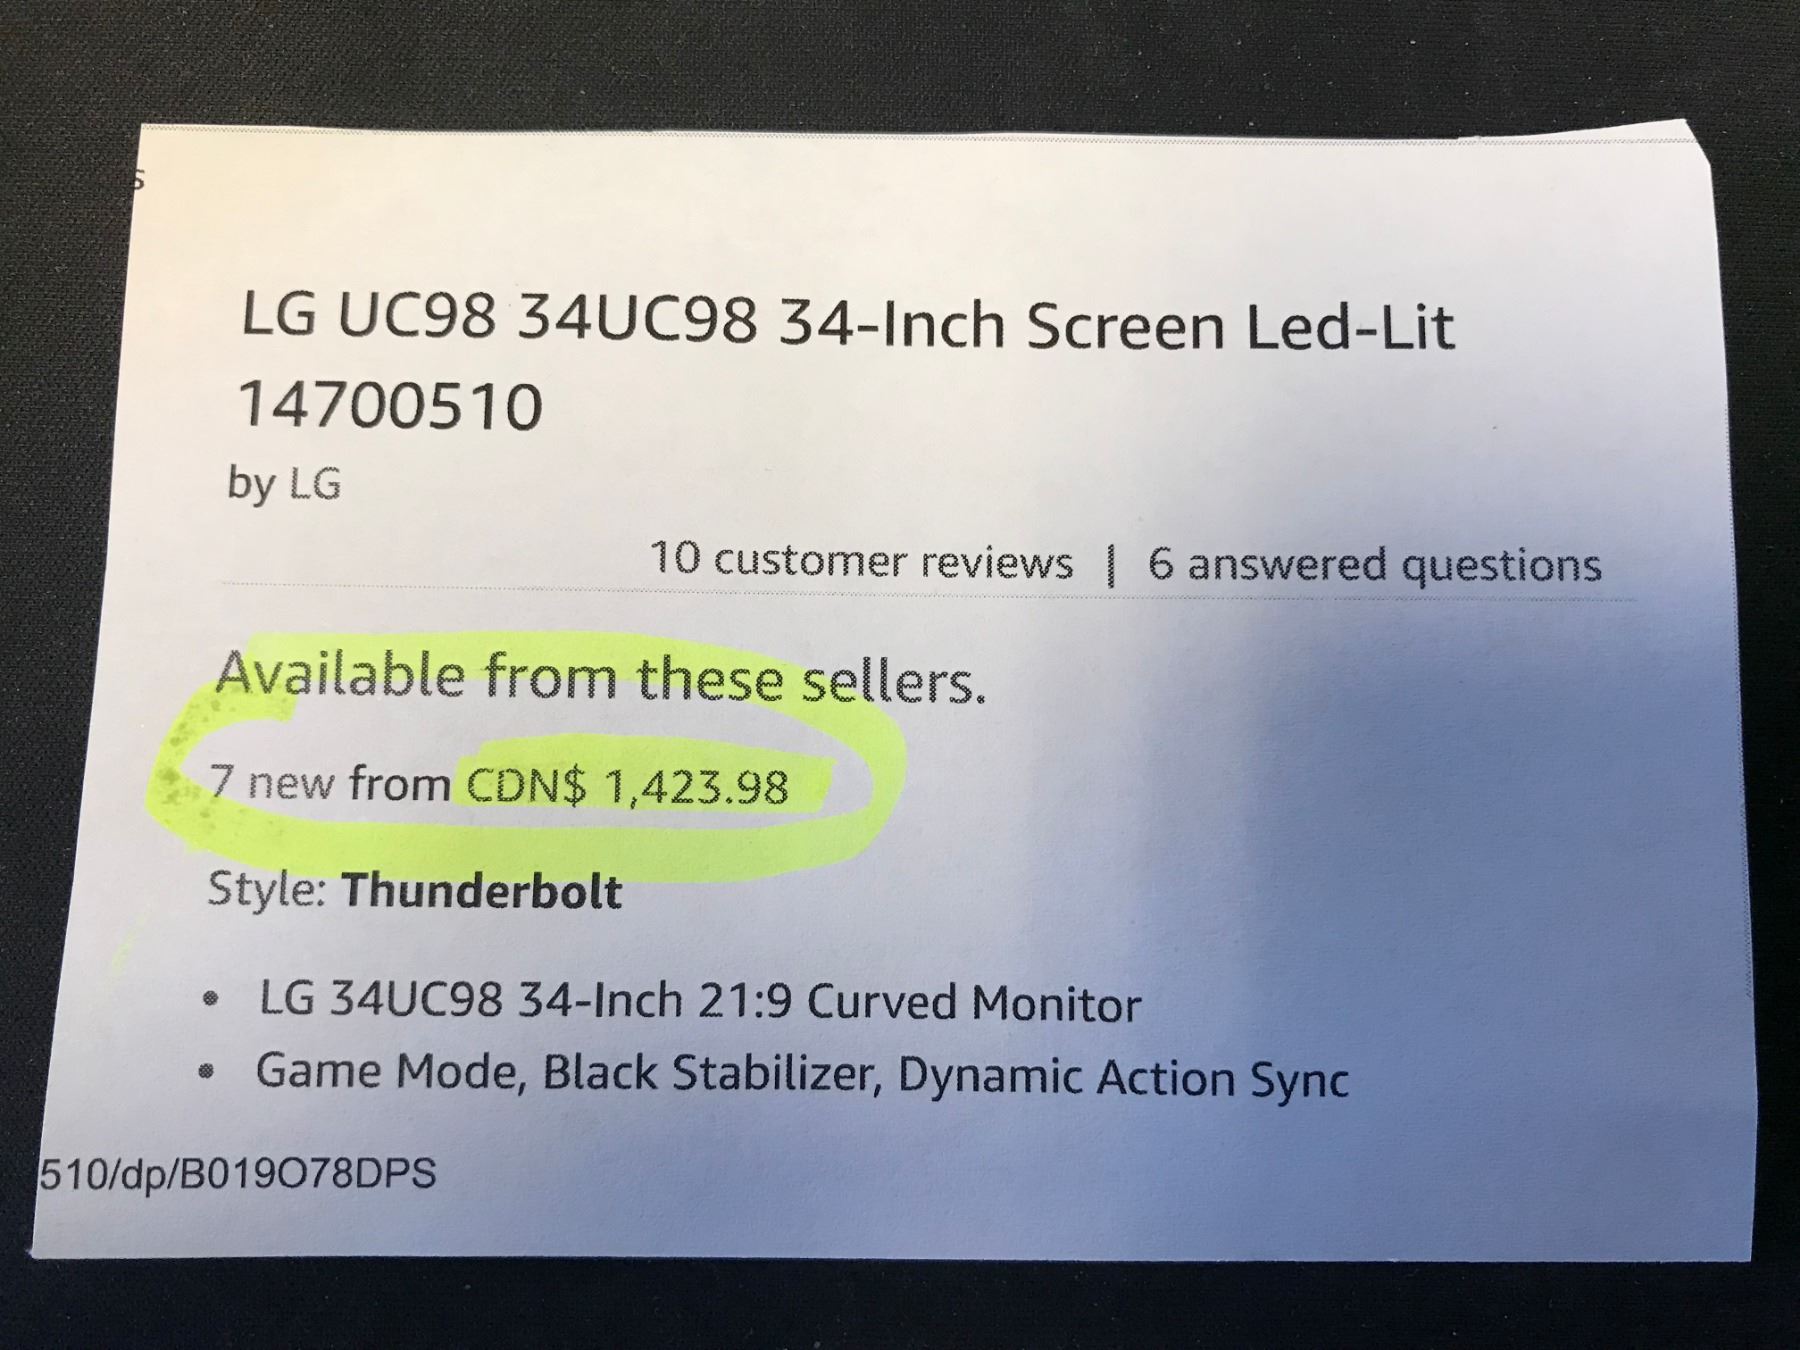 s
LG UC98 34UC98 34-Inch Screen Led-Lit
14700510
by LG
10 customer reviews | 6 answered questions
Available from these sellers.
7 new from CDN$ 1,423.98
Style: Thunderbolt
• LG 34UC98 34-Inch 21:9 Curved Monitor
• Game Mode, Black Stabilizer, Dynamic Action Sync
510/dp/B019O78DPS